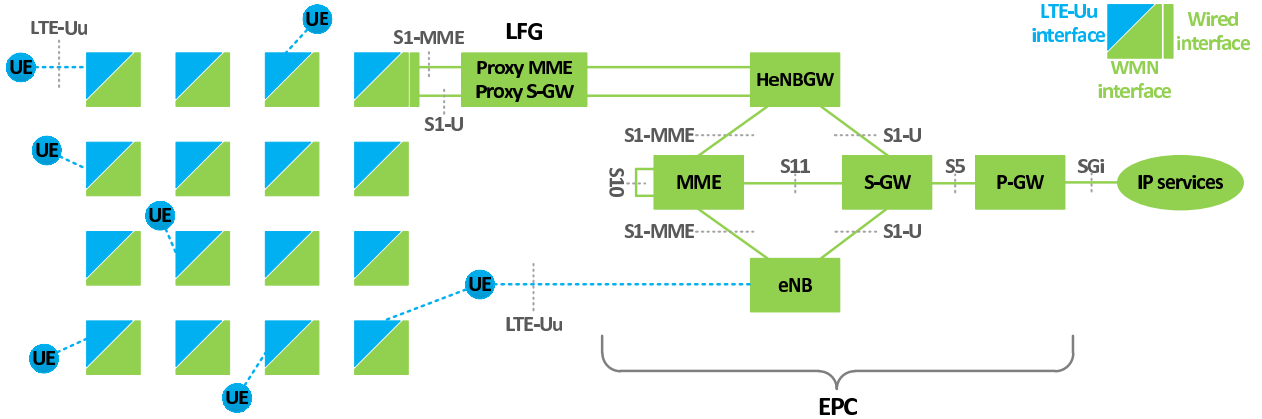 UE
LTE-Uu
UE
S1-MME
LFG
Proxy MME
Proxy S-GW
S1-U
HeNBGW
LTE-Uu
interface
Wired
interface
WMN
interface
UE
S1-MME
S1-U
S10
MME
S11
S-GW
S5
P-GW
SGi
IP services
UE
S1-MME
S1-U
UE
LTE-Uu
eNB
UE
UE
EPC